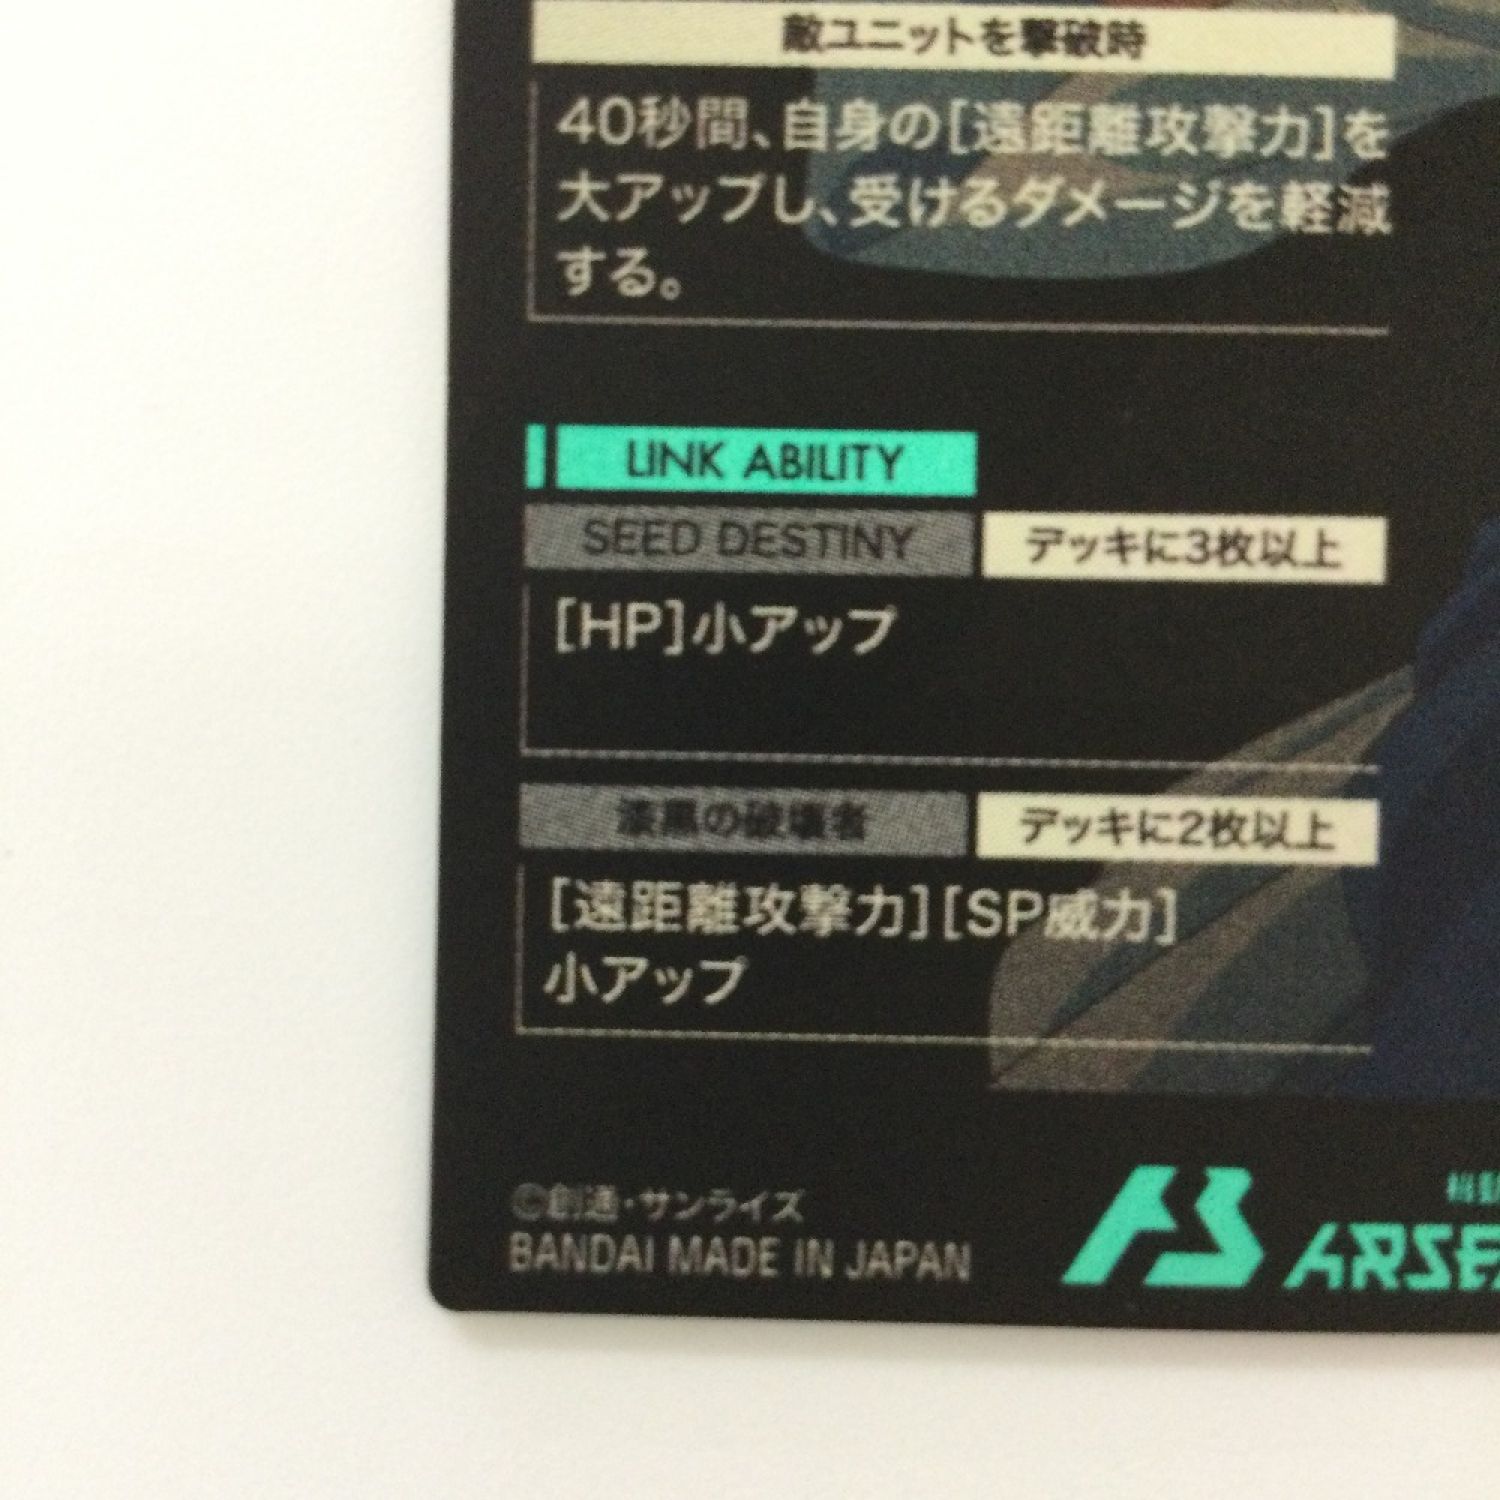 敵ユニットを撃破時
40秒間、自身の[遠距離攻撃力]を
大アップし、受けるダメージを軽減
する。
LINK ABILITY
SEED DESTINY
デッキに3枚以上
[HP]小アップ
漆黒の破壊者
デッキに2枚以上
[遠距離攻撃力][SP威力]
小アップ
©創通・サンライズ
BANDAI MADE IN JAPAN
ARSE